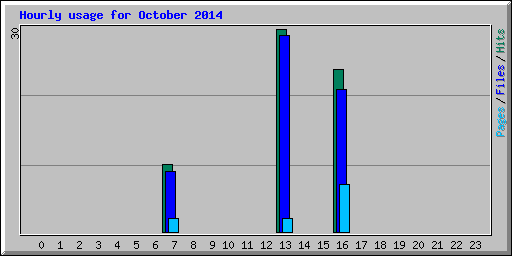 Hourly usage for October 2014
30
Pages/Files/Hits
0 1 2 3 4 5 6 7 8 9 10 11 12 13 14 15 16 17 18 19 20 21 22 23